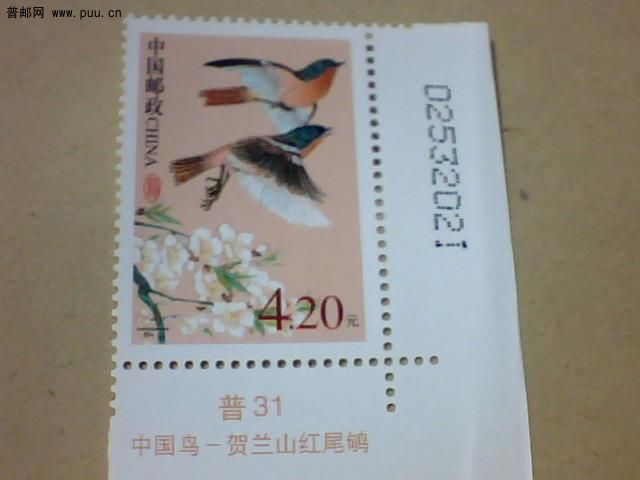 普邮网 www.puu.cn
中国邮政CHINA
02532021
4.20元
普31
中国鸟－贺兰山红尾鸲